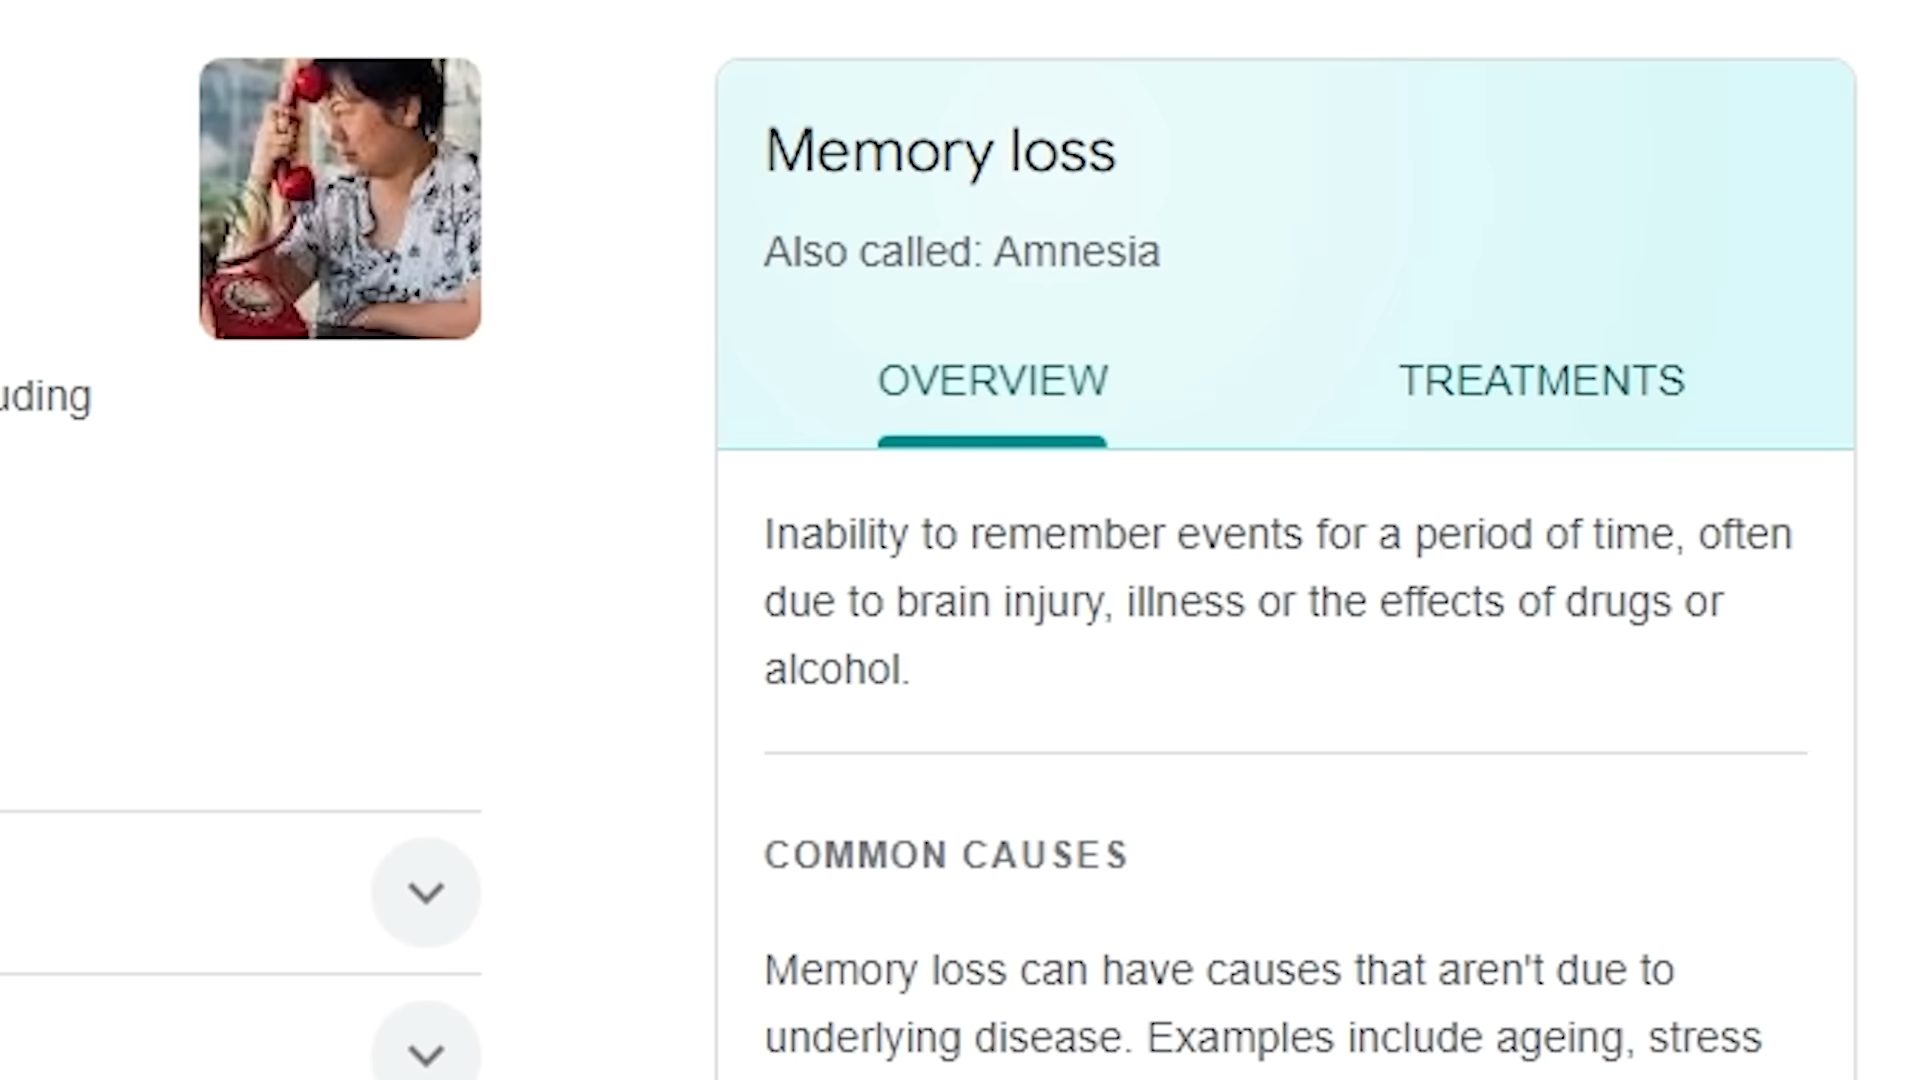 uding
Memory loss
Also called: Amnesia
OVERVIEW
TREATMENTS
Inability to remember events for a period of time, often
due to brain injury, illness or the effects of drugs or
alcohol.
COMMON CAUSES
Memory loss can have causes that aren't due to
underlying disease. Examples include ageing, stress